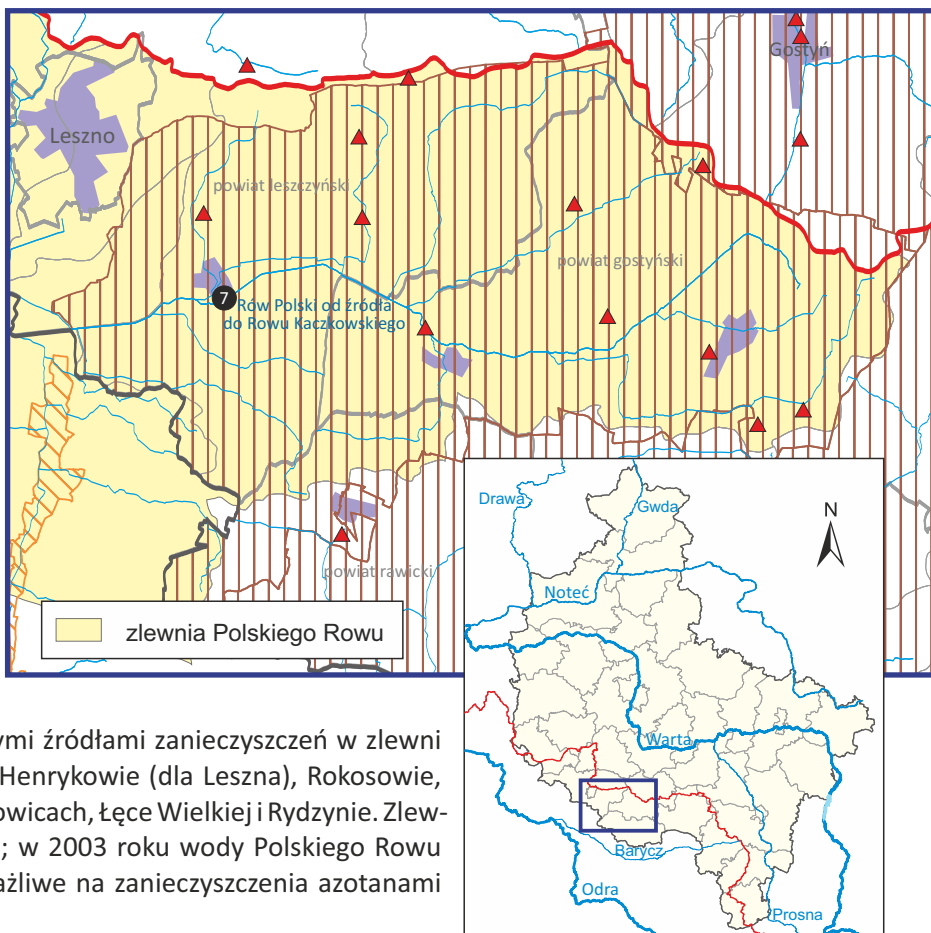 Gostyń
Leszno
powiat leszczyński
powiat gostyński
7
Rów Polski od źródła
do Rowu Kaczkowskiego
powiat rawicki
zlewnia Polskiego Rowu
Drawa
Gwda
N
Noteć
Warta
Barycz
Odra
Prosna
ymi źródłami zanieczyszczeń w zlewni
Henrykowie (dla Leszna), Rokosowie,
owicach, Łęce Wielkiej i Rydzynie. Zlew-
; w 2003 roku wody Polskiego Rowu
ażliwe na zanieczyszczenia azotanami